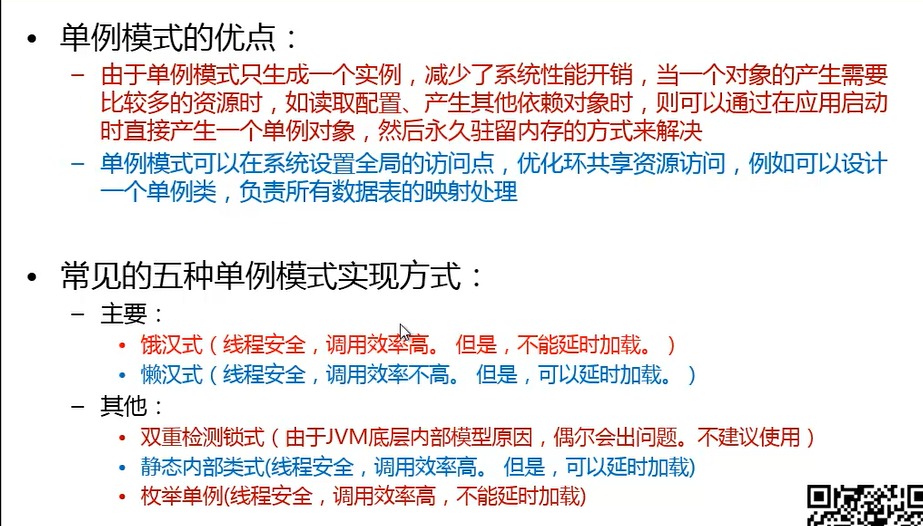 • 单例模式的优点：
– 由于单例模式只生成一个实例，减少了系统性能开销，当一个对象的产生需要
比较多的资源时，如读取配置、产生其他依赖对象时，则可以通过在应用启动
时直接产生一个单例对象，然后永久驻留内存的方式来解决
– 单例模式可以在系统设置全局的访问点，优化环共享资源访问，例如可以设计
一个单例类，负责所有数据表的映射处理
• 常见的五种单例模式实现方式：
– 主要：
• 饿汉式（线程安全，调用效率高。 但是，不能延时加载。）
• 懒汉式（线程安全，调用效率不高。 但是，可以延时加载。）
– 其他：
• 双重检测锁式（由于JVM底层内部模型原因，偶尔会出问题。不建议使用）
• 静态内部类式(线程安全，调用效率高。 但是，可以延时加载)
• 枚举单例(线程安全，调用效率高，不能延时加载)